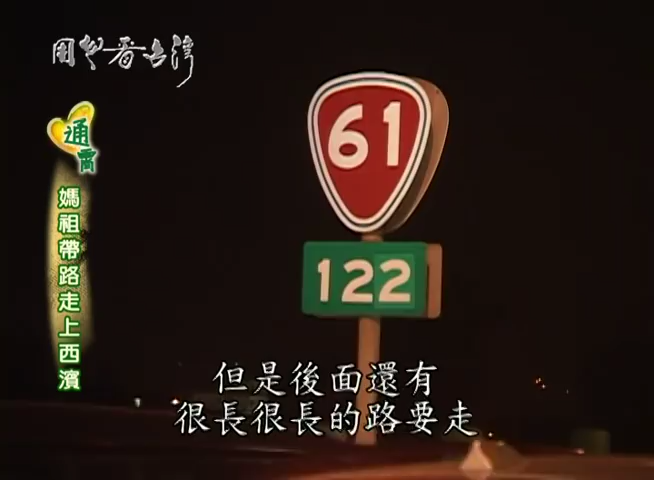 用心看台灣
通霄
媽祖帶路走上西濱
61
122
但是後面還有
很長很長的路要走